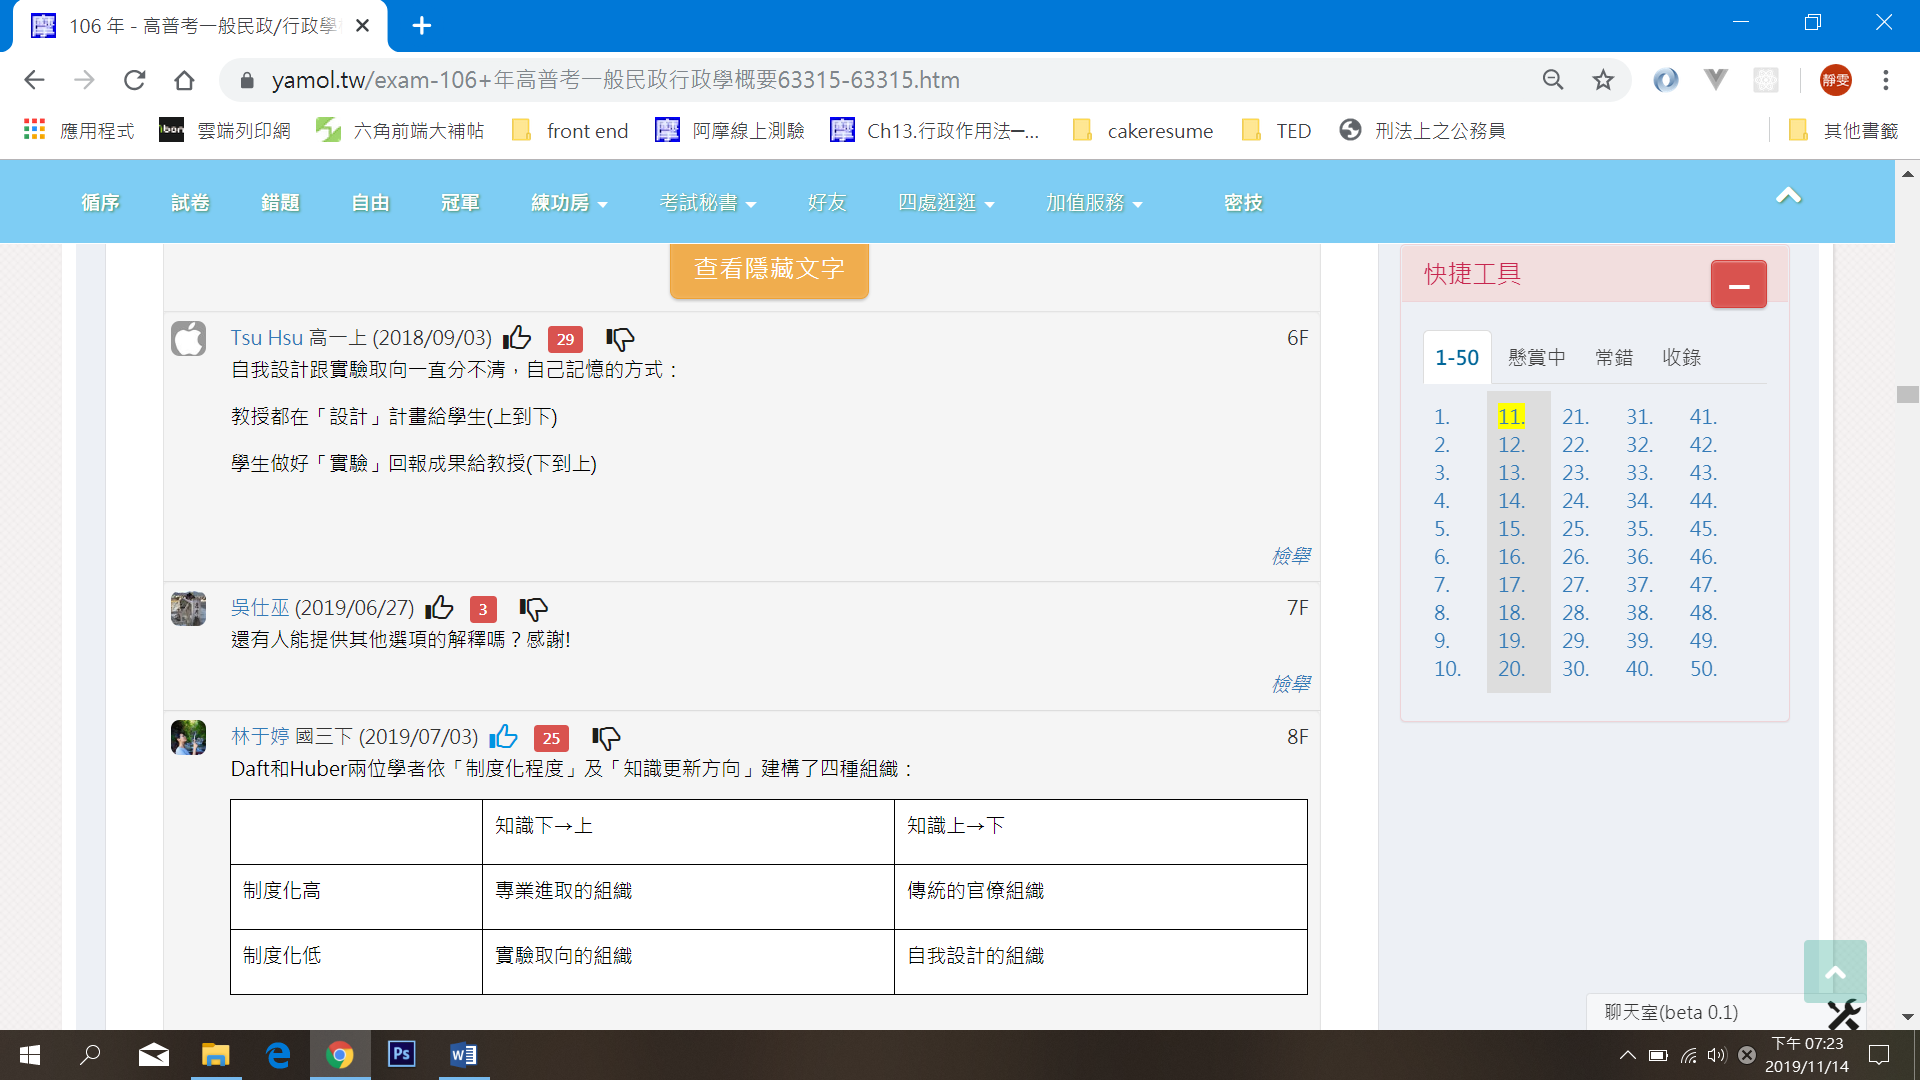 106 年 - 高普考一般民政/行政學
yamol.tw/exam-106+年高普考一般民政行政學概要63315-63315.htm
靜雯
應用程式
ibon
雲端列印網
六角前端大補帖
front end
阿摩線上測驗
Ch13.行政作用法—...
cakeresume
TED
刑法上之公務員
其他書籤
循序 試卷 錯題 自由 冠軍 練功房 考試秘書 好友 四處逛逛 加值服務 密技
查看隱藏文字
Tsu Hsu 高一上 (2018/09/03) 29 6F
自我設計跟實驗取向一直分不清，自己記憶的方式：
教授都在「設計」計畫給學生(上到下)
學生做好「實驗」回報成果給教授(下到上)
檢舉
吳仕巫 (2019/06/27) 3 7F
還有人能提供其他選項的解釋嗎？感謝!
檢舉
林于婷 國三下 (2019/07/03) 25 8F
Daft和Huber兩位學者依「制度化程度」及「知識更新方向」建構了四種組織：
知識下→上 知識上→下
制度化高 專業進取的組織 傳統的官僚組織
制度化低 實驗取向的組織 自我設計的組織
快捷工具
1-50 懸賞中 常錯 收錄
1. 11. 21. 31. 41.
2. 12. 22. 32. 42.
3. 13. 23. 33. 43.
4. 14. 24. 34. 44.
5. 15. 25. 35. 45.
6. 16. 26. 36. 46.
7. 17. 27. 37. 47.
8. 18. 28. 38. 48.
9. 19. 29. 39. 49.
10. 20. 30. 40. 50.
聊天室(beta 0.1)
Ps
下午 07:23
2019/11/14